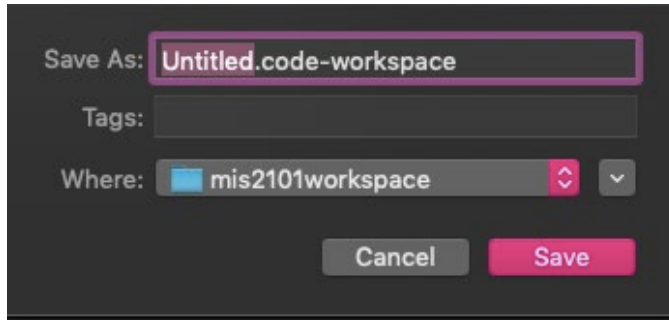 Save As: Untitled.code-workspace
Tags:
Where: mis2101workspace
Cancel Save